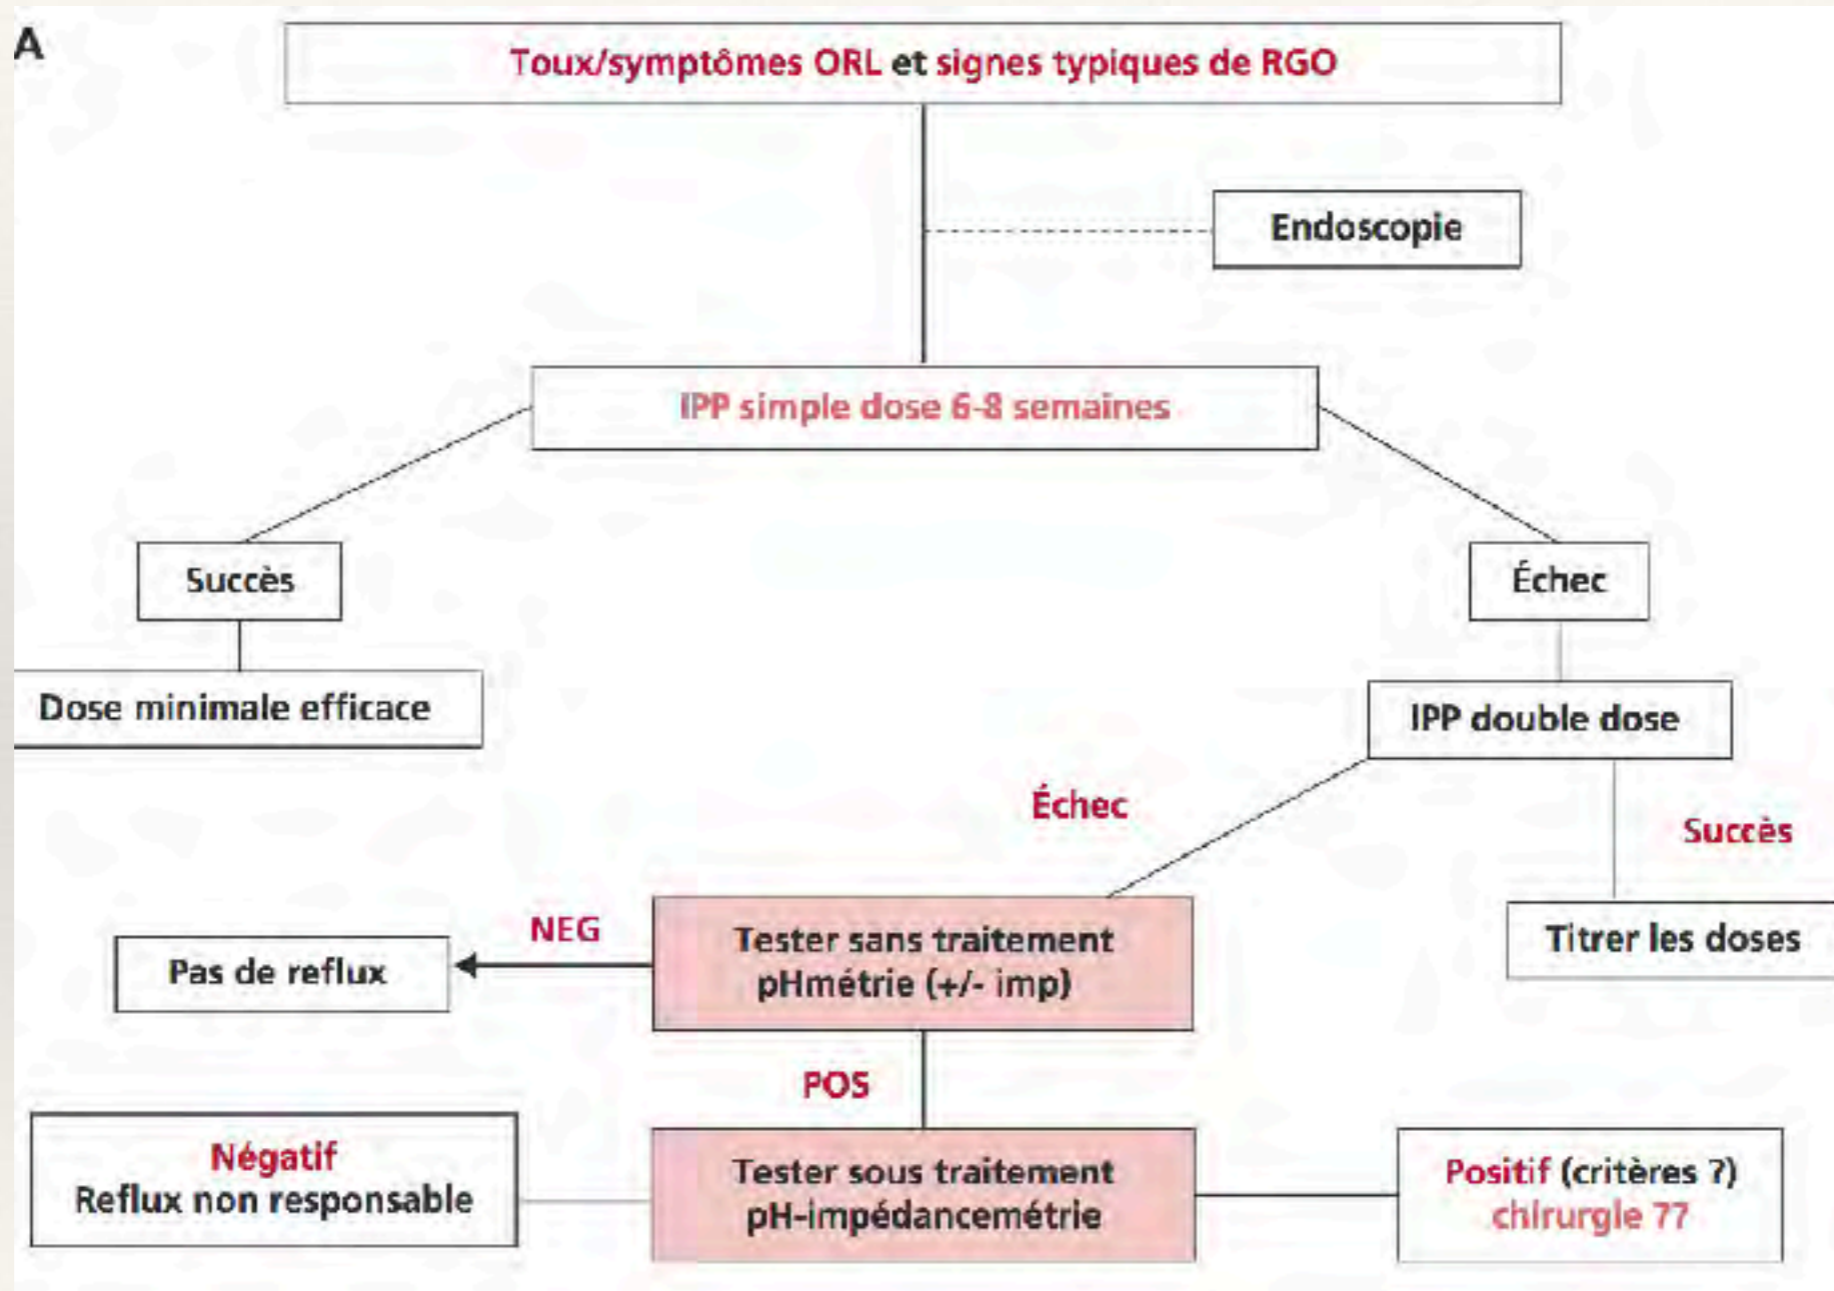 A
Toux/symptômes ORL et signes typiques de RGO
Endoscopie
IPP simple dose 6-8 semaines
Succès
Échec
Dose minimale efficace
IPP double dose
Échec
Succès
NEG
Tester sans traitement
pHmétrie (+/- imp)
Titrer les doses
Pas de reflux
POS
Négatif
Reflux non responsable
Tester sous traitement
pH-impédancemétrie
Positif (critères ?)
chirurgie ??